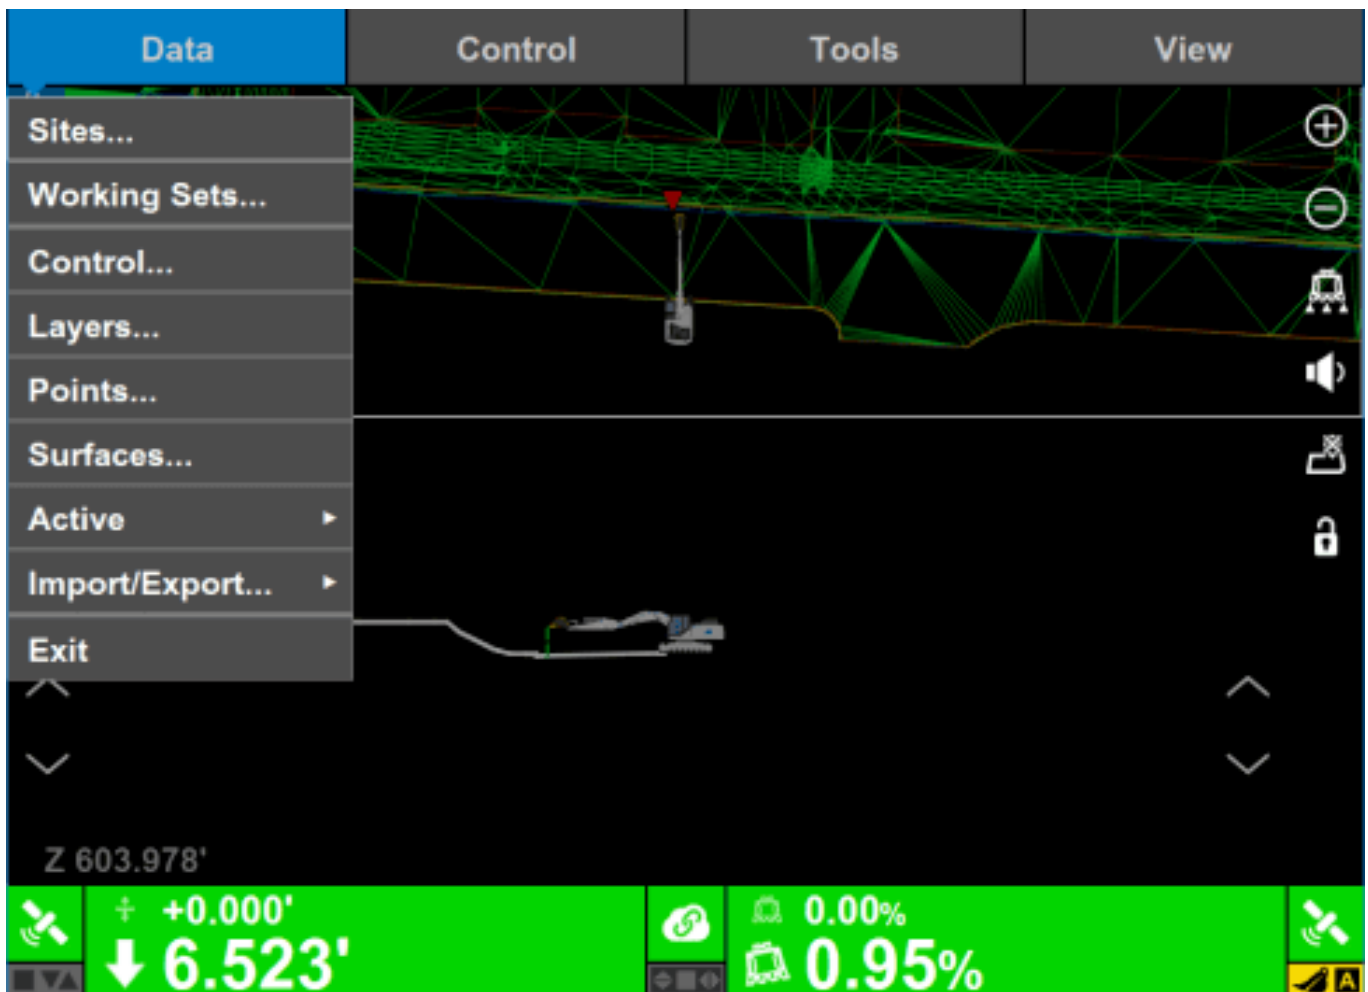 Data
Control
Tools
View
Sites...
Working Sets...
Control...
Layers...
Points...
Surfaces...
Active
Import/Export...
Exit
Z 603.978'
+0.000'
6.523'
0.00%
0.95%
A